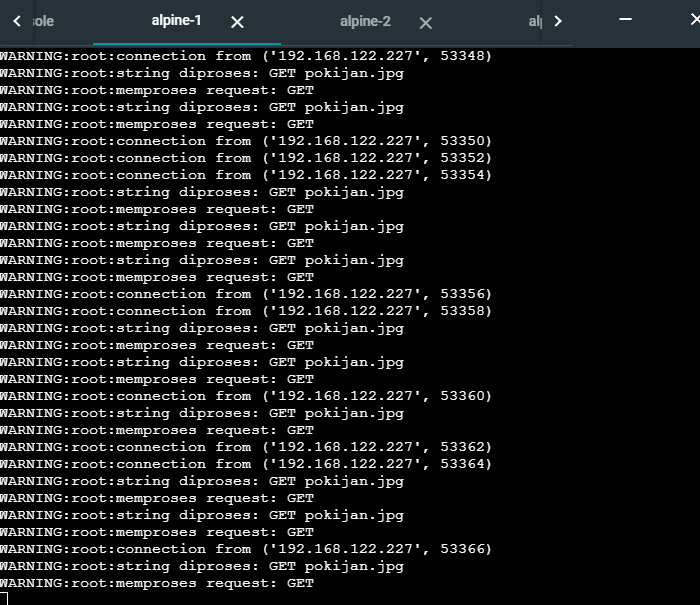 sole
alpine-1
alpine-2
al
WARNING:root:connection from ('192.168.122.227', 53348)
WARNING:root:string diproses: GET pokijan.jpg
WARNING:root:memproses request: GET
WARNING:root:string diproses: GET pokijan.jpg
WARNING:root:memproses request: GET
WARNING:root:connection from ('192.168.122.227', 53350)
WARNING:root:connection from ('192.168.122.227', 53352)
WARNING:root:connection from ('192.168.122.227', 53354)
WARNING:root:string diproses: GET pokijan.jpg
WARNING:root:memproses request: GET
WARNING:root:string diproses: GET pokijan.jpg
WARNING:root:memproses request: GET
WARNING:root:string diproses: GET pokijan.jpg
WARNING:root:memproses request: GET
WARNING:root:connection from ('192.168.122.227', 53356)
WARNING:root:connection from ('192.168.122.227', 53358)
WARNING:root:string diproses: GET pokijan.jpg
WARNING:root:memproses request: GET
WARNING:root:string diproses: GET pokijan.jpg
WARNING:root:memproses request: GET
WARNING:root:connection from ('192.168.122.227', 53360)
WARNING:root:string diproses: GET pokijan.jpg
WARNING:root:memproses request: GET
WARNING:root:connection from ('192.168.122.227', 53362)
WARNING:root:connection from ('192.168.122.227', 53364)
WARNING:root:string diproses: GET pokijan.jpg
WARNING:root:memproses request: GET
WARNING:root:string diproses: GET pokijan.jpg
WARNING:root:memproses request: GET
WARNING:root:connection from ('192.168.122.227', 53366)
WARNING:root:string diproses: GET pokijan.jpg
WARNING:root:memproses request: GET